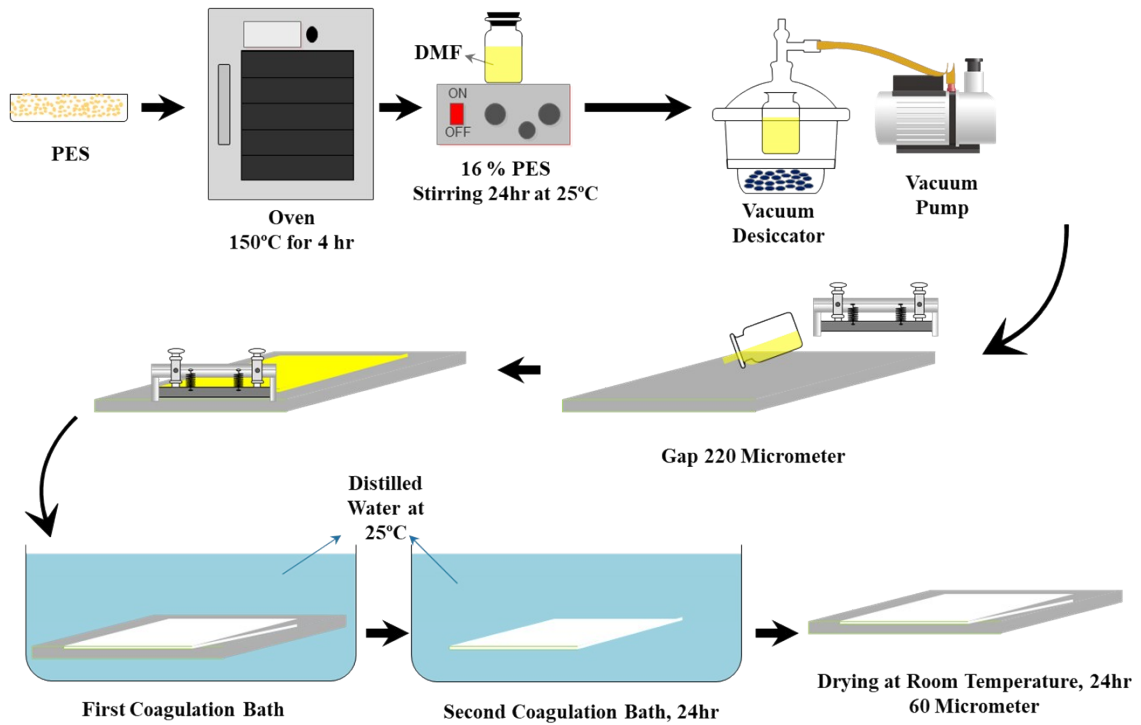 PES
Oven
150ºC for 4 hr
DMF
ON
OFF
16 % PES
Stirring 24hr at 25ºC
Vacuum
Desiccator
Vacuum
Pump
Gap 220 Micrometer
Distilled
Water at
25ºC
First Coagulation Bath
Second Coagulation Bath, 24hr
Drying at Room Temperature, 24hr
60 Micrometer